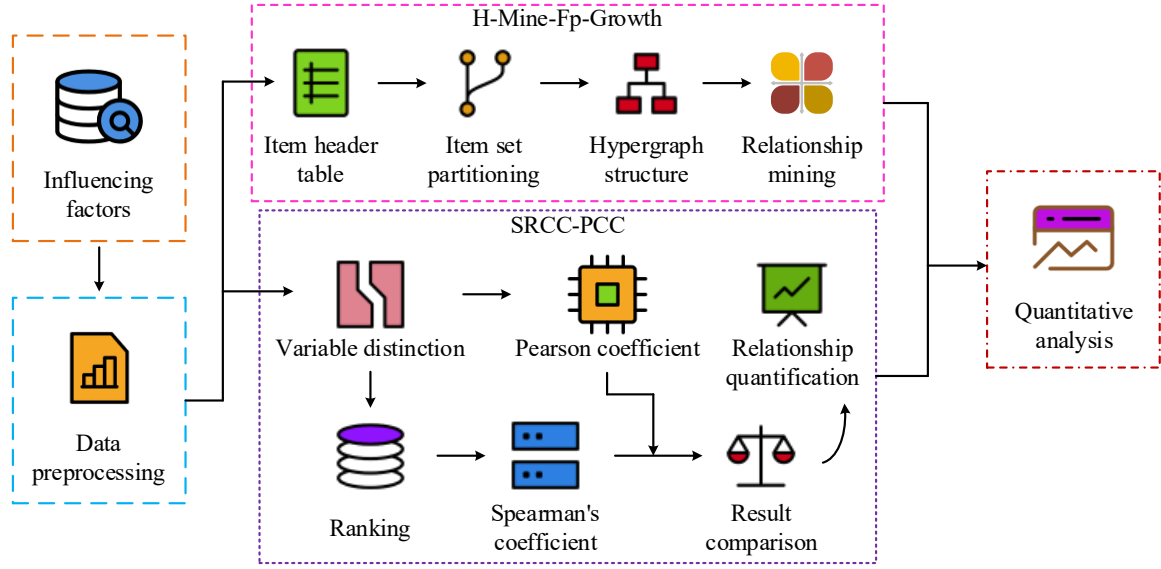 H-Mine-Fp-Growth
Influencing
factors
Data
preprocessing
Item header
table
Item set
partitioning
Hypergraph
structure
Relationship
mining
SRCC-PCC
Variable distinction
Pearson coefficient
Relationship
quantification
Ranking
Spearman's
coefficient
Result
comparison
Quantitative
analysis